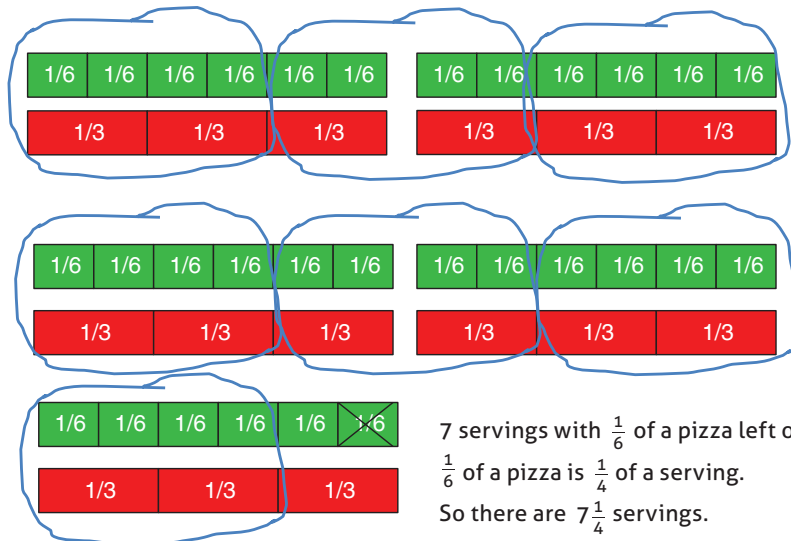 1/6 1/6 1/6 1/6 1/6 1/6 1/6 1/6 1/6 1/6 1/6 1/6
1/3 1/3 1/3 1/3 1/3 1/3
1/6 1/6 1/6 1/6 1/6 1/6 1/6 1/6 1/6 1/6 1/6 1/6
1/3 1/3 1/3 1/3 1/3 1/3
1/6 1/6 1/6 1/6 1/6 1/6
1/3 1/3 1/3
7 servings with 1/6 of a pizza left
1/6 of a pizza is 1/4 of a serving.
So there are 7 1/4 servings.